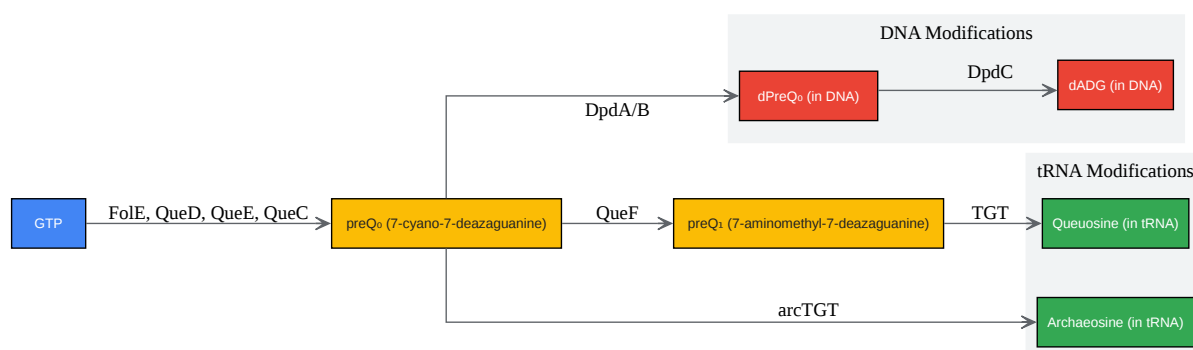 DNA Modifications
dPreQ₀ (in DNA)
DpdC
dADG (in DNA)
DpdA/B
tRNA Modifications
GTP
FolE, QueD, QueE, QueC
preQ₀ (7-cyano-7-deazaguanine)
QueF
preQ₁ (7-aminomethyl-7-deazaguanine)
TGT
Queuosine (in tRNA)
arcTGT
Archaeosine (in tRNA)